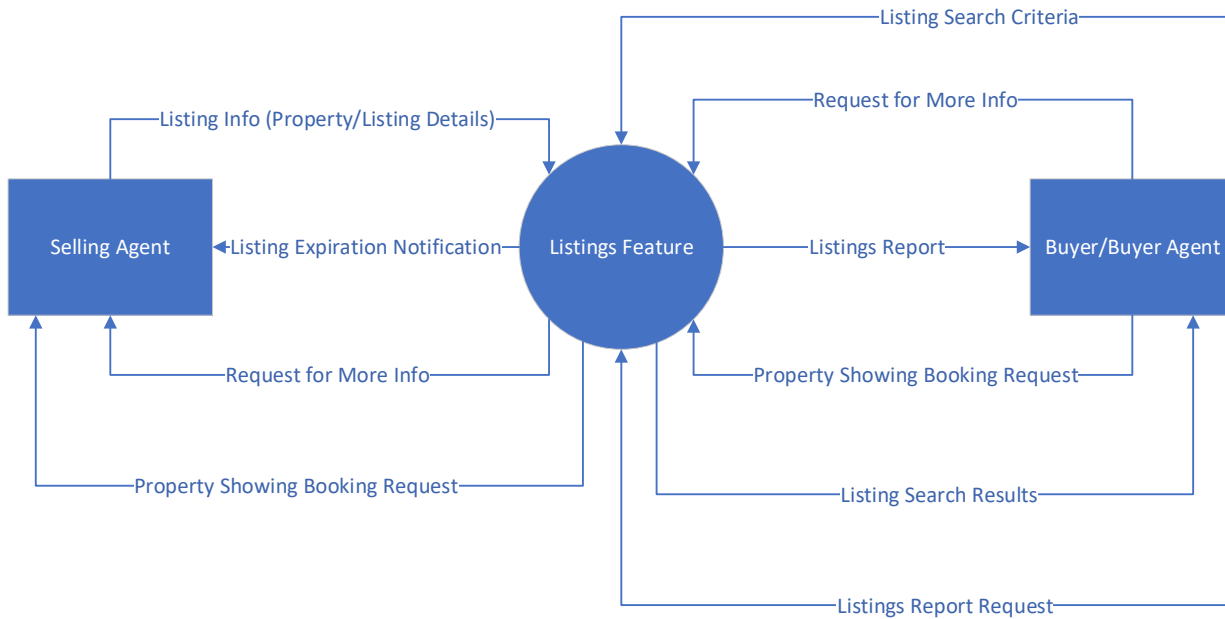 Listing Search Criteria
Request for More Info
Listing Info (Property/Listing Details)
Selling Agent
Listing Expiration Notification
Listings Feature
Listings Report
Buyer/Buyer Agent
Request for More Info
Property Showing Booking Request
Property Showing Booking Request
Listing Search Results
Listings Report Request